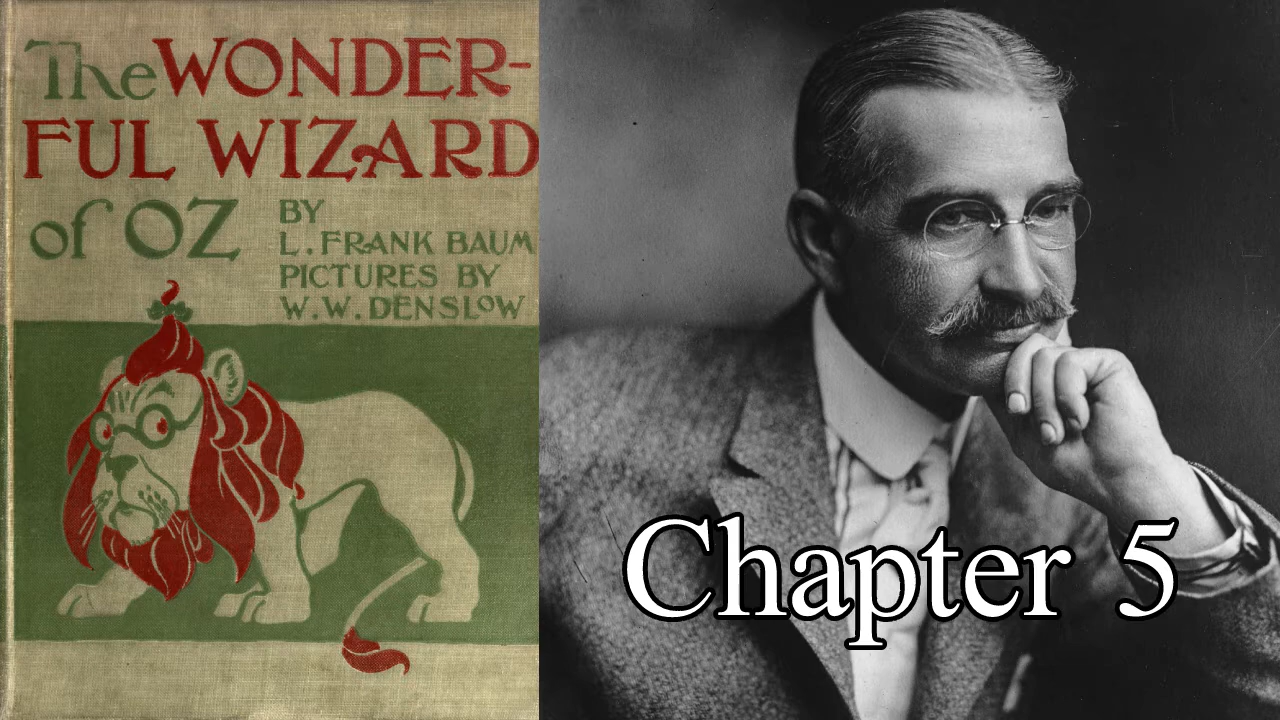 The WONDER-
FUL WIZARD
of OZ
BY
L. FRANK BAUM
PICTURES BY
W.W. DENSLOW
Chapter 5